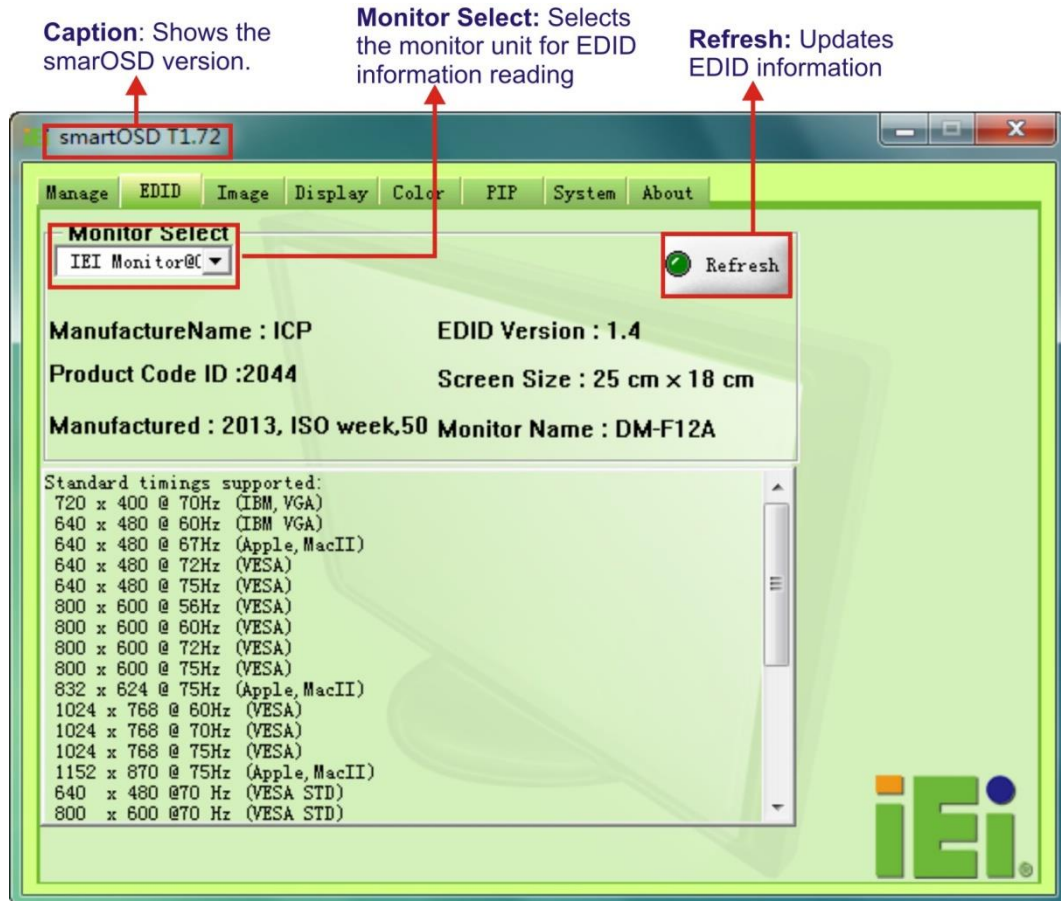 Caption: Shows the
smarOSD version.
Monitor Select: Selects
the monitor unit for EDID
information reading
Refresh: Updates
EDID information
smartOSD T1.72
Manage EDID Image Display Color PIP System About
Monitor Select
IEI Monitor@
Refresh
ManufactureName : ICP
EDID Version : 1.4
Product Code ID :2044
Screen Size : 25 cm × 18 cm
Manufactured : 2013, ISO week,50
Monitor Name : DM-F12A
Standard timings supported:
720 x 400 @ 70Hz (IBM,VGA)
640 x 480 @ 60Hz (IBM VGA)
640 x 480 @ 67Hz (Apple,MacII)
640 x 480 @ 72Hz (VESA)
640 x 480 @ 75Hz (VESA)
800 x 600 @ 56Hz (VESA)
800 x 600 @ 60Hz (VESA)
800 x 600 @ 72Hz (VESA)
800 x 600 @ 75Hz (VESA)
832 x 624 @ 75Hz (Apple,MacII)
1024 x 768 @ 60Hz (VESA)
1024 x 768 @ 70Hz (VESA)
1024 x 768 @ 75Hz (VESA)
1152 x 870 @ 75Hz (Apple,MacII)
640 x 480 @70 Hz (VESA STD)
800 x 600 @70 Hz (VESA STD)
iEi®